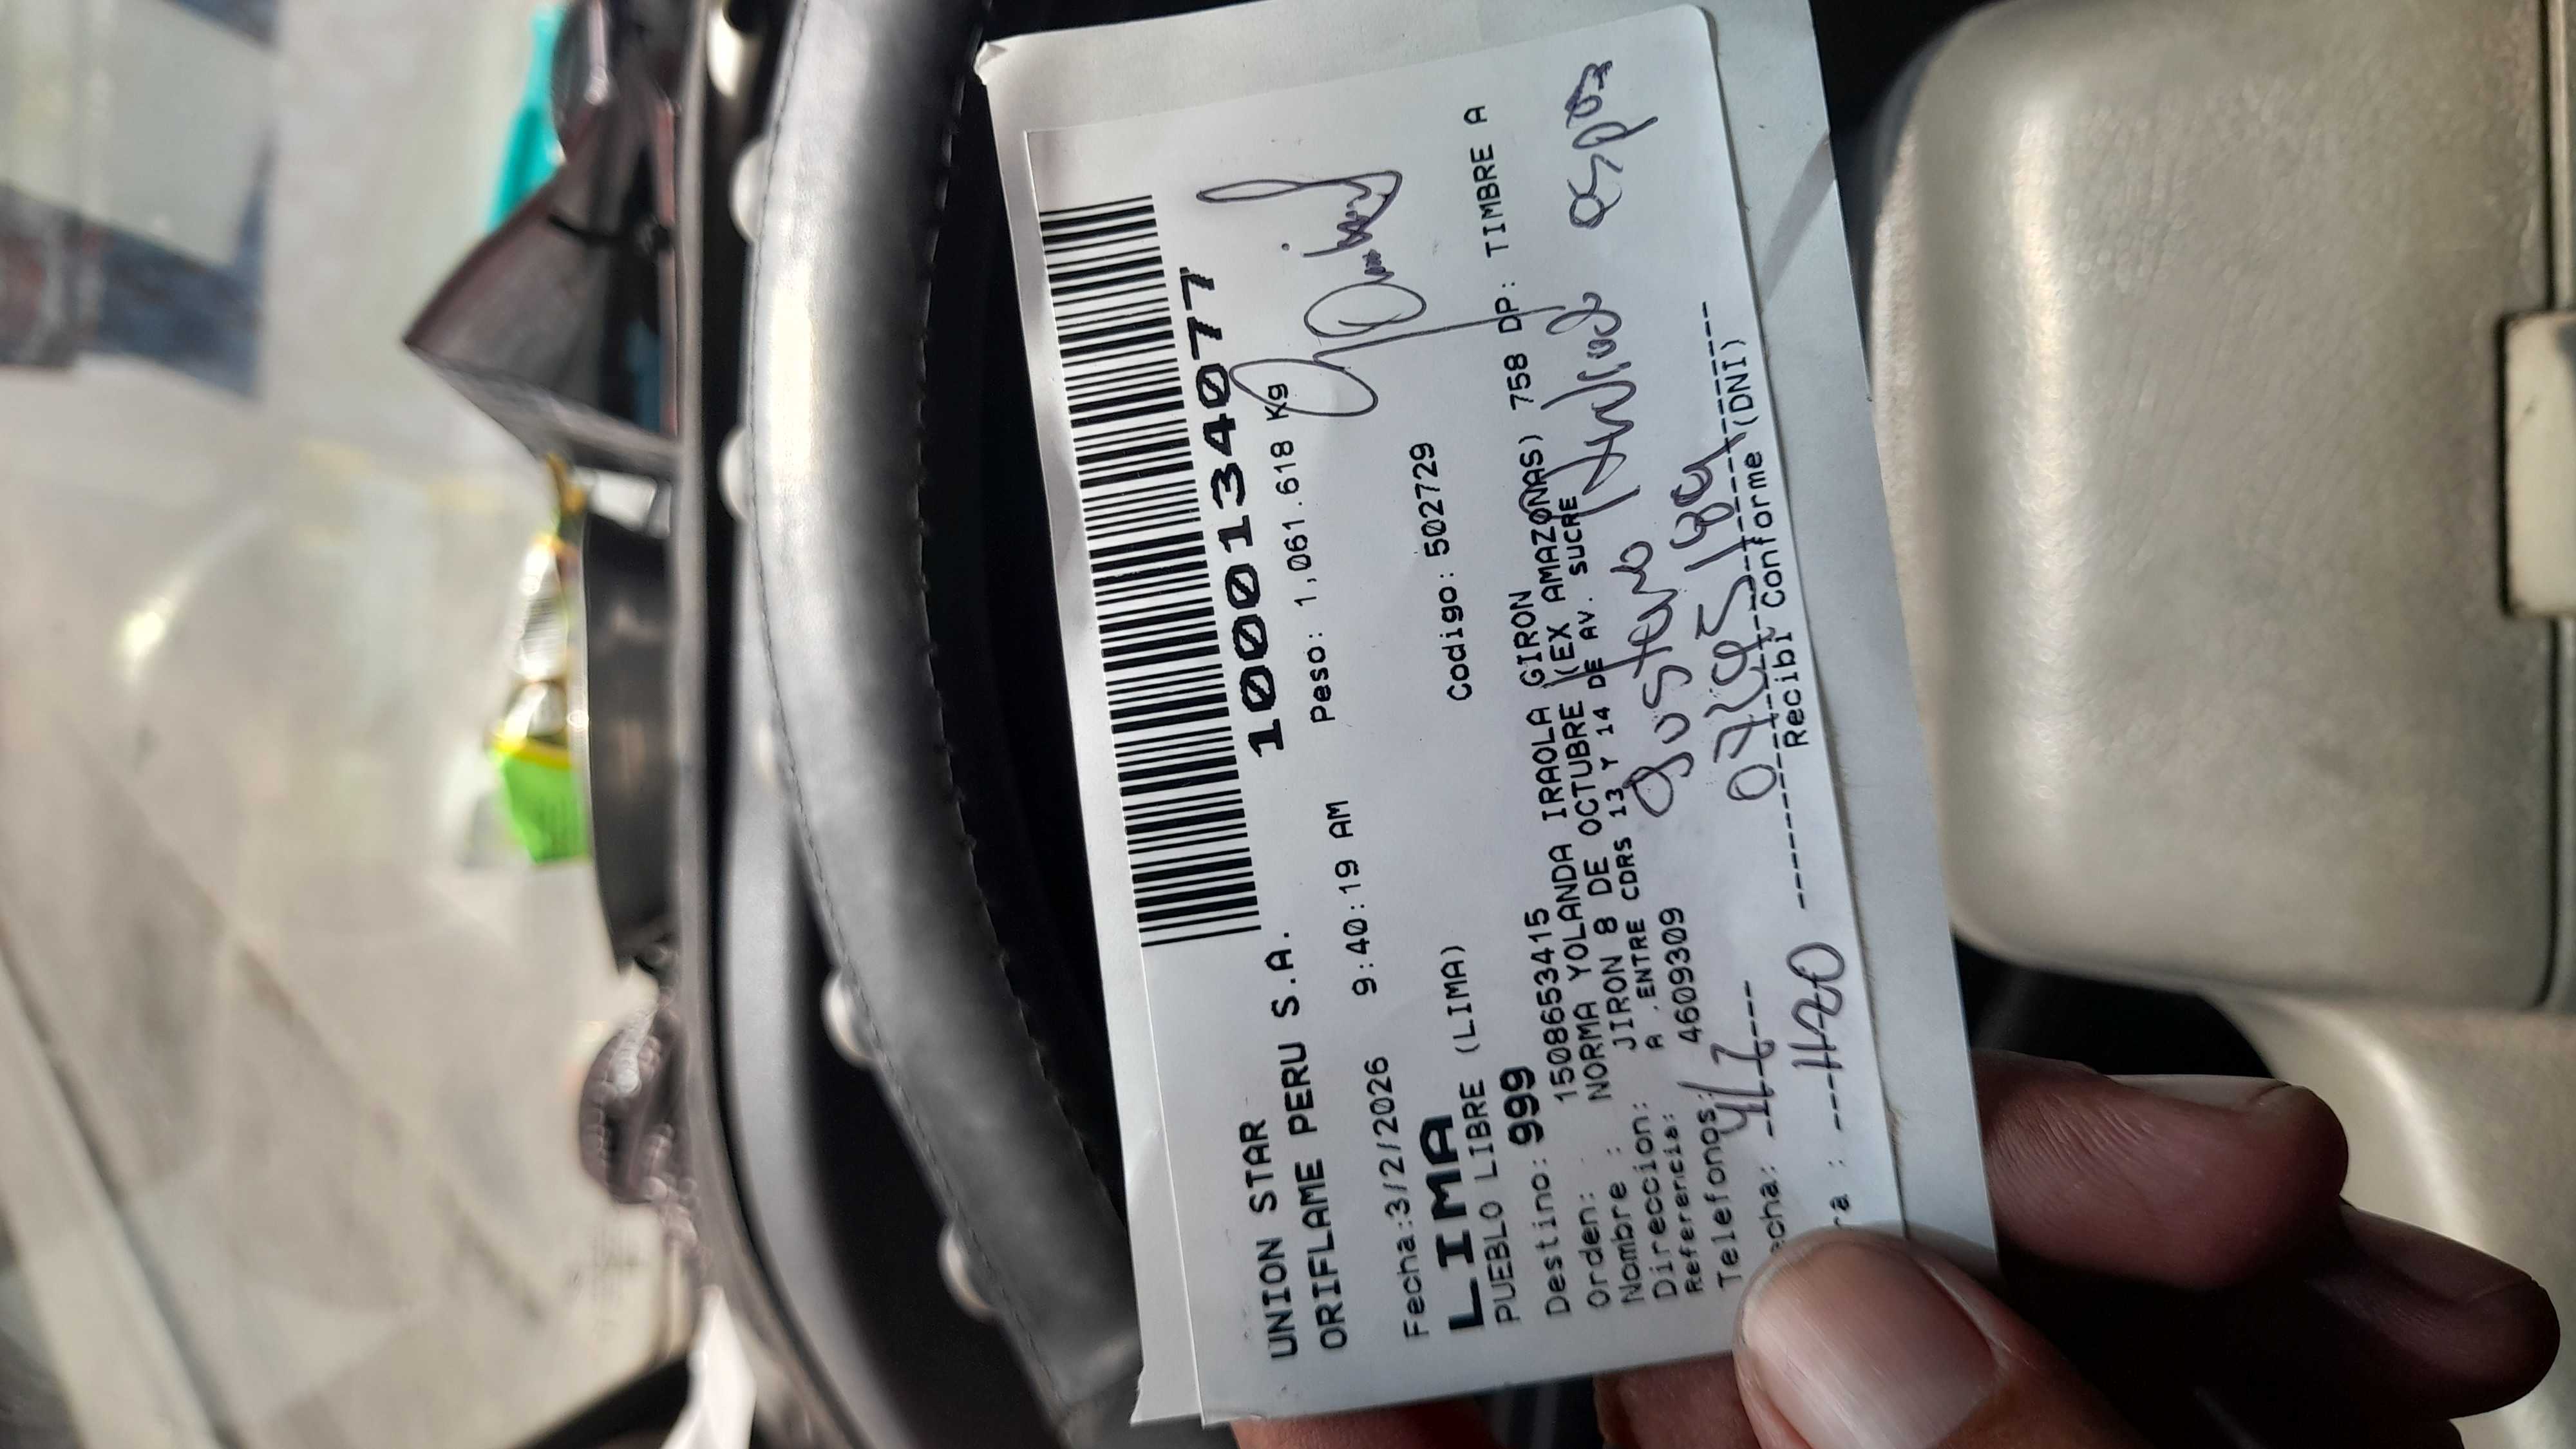 UNION STAR
ORIFLAME PERU S.A.
1000134077
Fecha:3/2/2026 9:40:19 AM Peso: 1,061.618 Kg
LIMA
PUEBLO LIBRE (LIMA) Codigo: 502729
Destino: 999
Orden: 1508653415
Nombre : NORMA YOLANDA IRAOLA GIRON
Direccion: JIRON 8 DE OCTUBRE (EX AMAZONAS) 758 DP: TIMBRE A
Referencia: A .ENTRE CDRS 13 Y 14 DE AV. SUCRE
Telefonos: 4609309
Gustavo
echa: 4/2
ra : 11:20
Recibi Conforme (DNI)